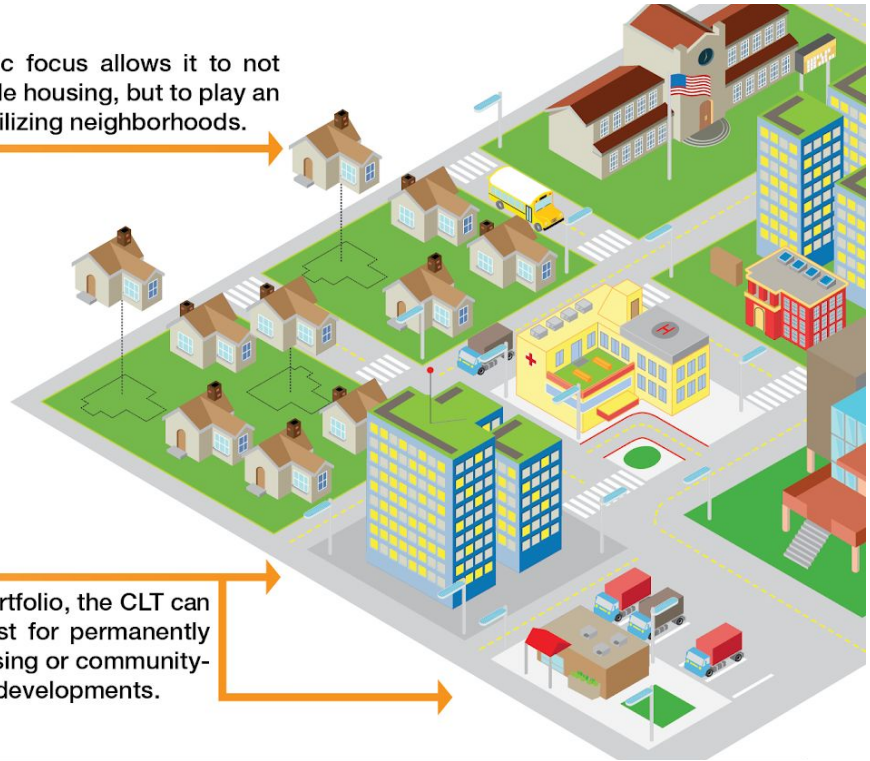 c focus allows it to not
le housing, but to play an
ilizing neighborhoods.
H
rtfolio, the CLT can
st for permanently
sing or community-
developments.